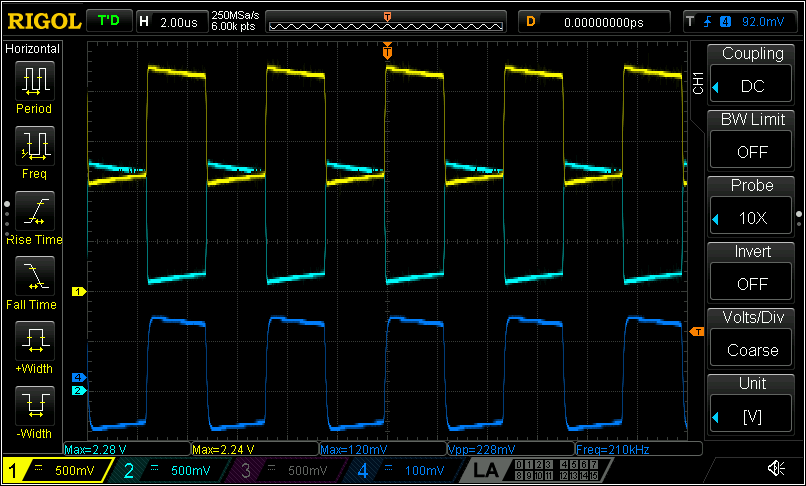 RIGOL T'D H 2.00us 250MSa/s 6.00k pts T D 0.00000000ps T 4 92.0mV
Horizontal
Period
Freq
Rise Time
Fall Time
+Width
-Width
T
1
4
2
T
CH1
Coupling
DC
BW Limit
OFF
Probe
10X
Invert
OFF
Volts/Div
Coarse
Unit
[V]
Max=2.28 V Max=2.24 V Max=120mV Vpp=228mV Freq=210kHz
1 500mV 2 500mV 3 500mV 4 100mV LA 0 1 2 3 4 5 6 7
8 9 10 11 12 13 14 15